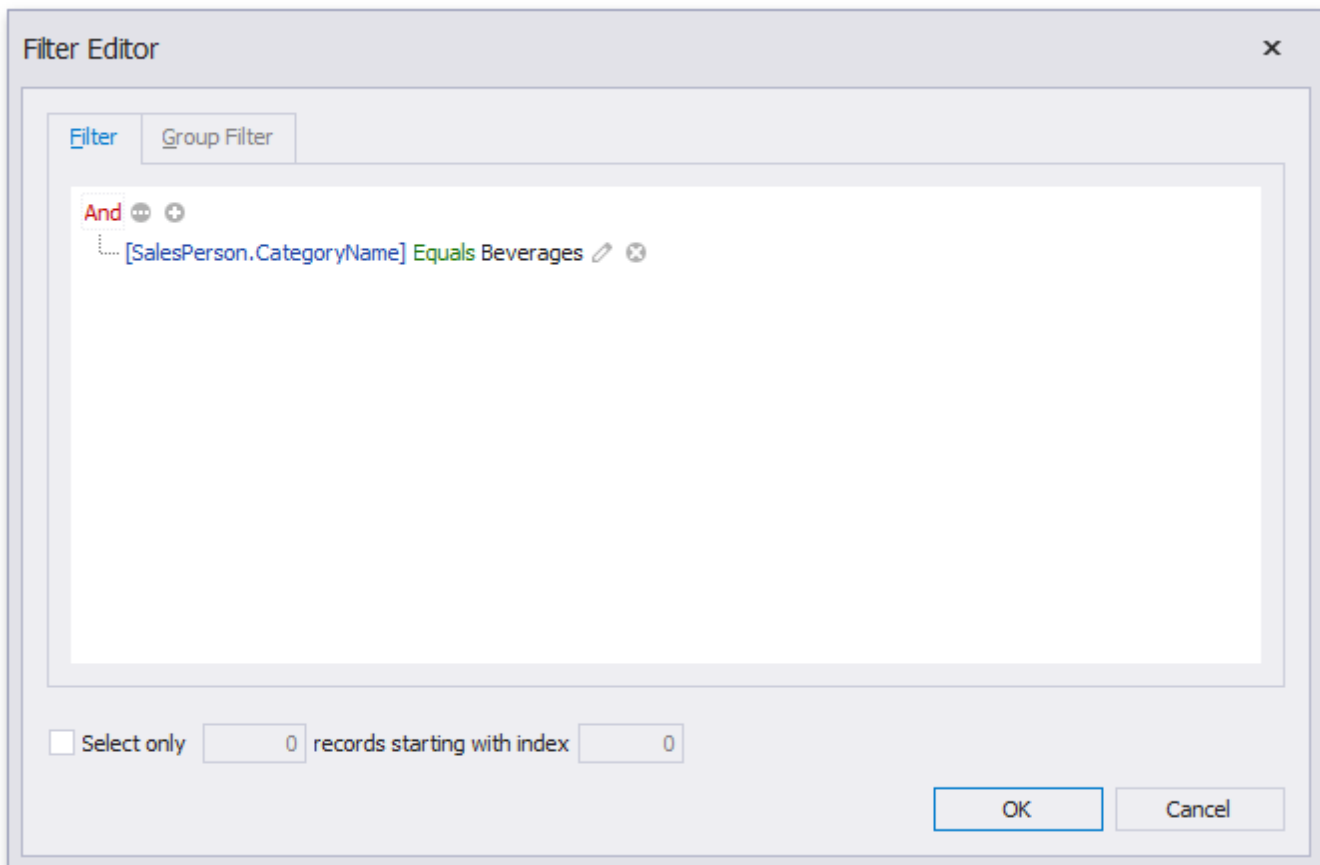 Filter Editor
Filter
Group Filter
And
[SalesPerson.CategoryName] Equals Beverages
Select only 0 records starting with index 0
OK
Cancel